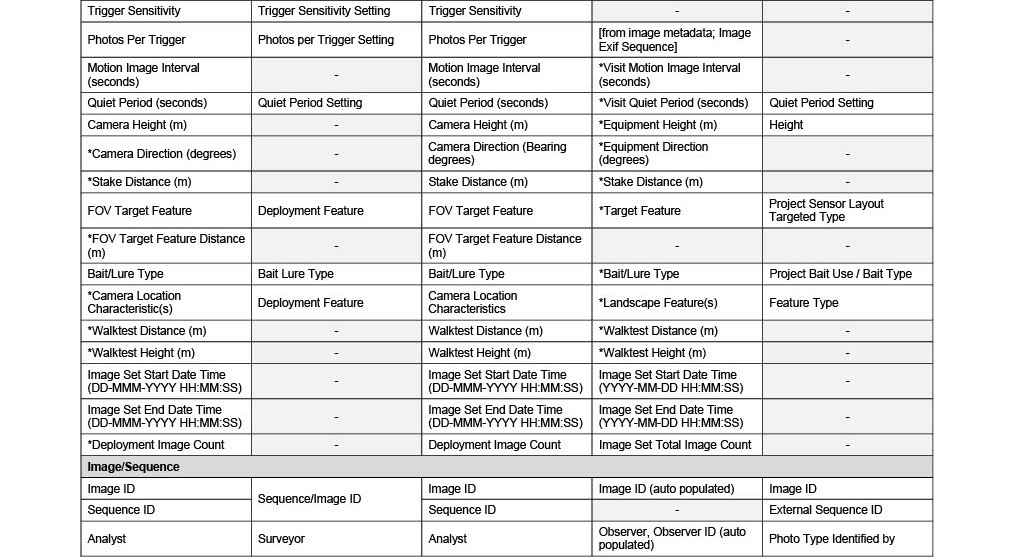 Trigger Sensitivity Trigger Sensitivity Setting Trigger Sensitivity - -
Photos Per Trigger Photos per Trigger Setting Photos Per Trigger [from image metadata; Image
Exif Sequence] -
Motion Image Interval
(seconds) - Motion Image Interval
(seconds) *Visit Motion Image Interval
(seconds) -
Quiet Period (seconds) Quiet Period Setting Quiet Period (seconds) *Visit Quiet Period (seconds) Quiet Period Setting
Camera Height (m) - Camera Height (m) *Equipment Height (m) Height
*Camera Direction (degrees) - Camera Direction (Bearing
degrees) *Equipment Direction
(degrees) -
*Stake Distance (m) - Stake Distance (m) *Stake Distance (m) -
FOV Target Feature Deployment Feature FOV Target Feature *Target Feature Project Sensor Layout
Targeted Type
*FOV Target Feature Distance
(m) - FOV Target Feature Distance
(m) - -
Bait/Lure Type Bait Lure Type Bait/Lure Type *Bait/Lure Type Project Bait Use / Bait Type
*Camera Location
Characteristic(s) Deployment Feature Camera Location
Characteristics *Landscape Feature(s) Feature Type
*Walktest Distance (m) - Walktest Distance (m) *Walktest Distance (m) -
*Walktest Height (m) - Walktest Height (m) *Walktest Height (m) -
Image Set Start Date Time
(DD-MMM-YYYY HH:MM:SS) - Image Set Start Date Time
(DD-MMM-YYYY HH:MM:SS) Image Set Start Date Time
(YYYY-MM-DD HH:MM:SS) -
Image Set End Date Time
(DD-MMM-YYYY HH:MM:SS) - Image Set End Date Time
(DD-MMM-YYYY HH:MM:SS) Image Set End Date Time
(YYYY-MM-DD HH:MM:SS) -
*Deployment Image Count - Deployment Image Count Image Set Total Image Count -
Image/Sequence
Image ID Sequence/Image ID Image ID Image ID (auto populated) Image ID
Sequence ID Sequence ID - External Sequence ID
Analyst Surveyor Analyst Observer, Observer ID (auto
populated) Photo Type Identified by